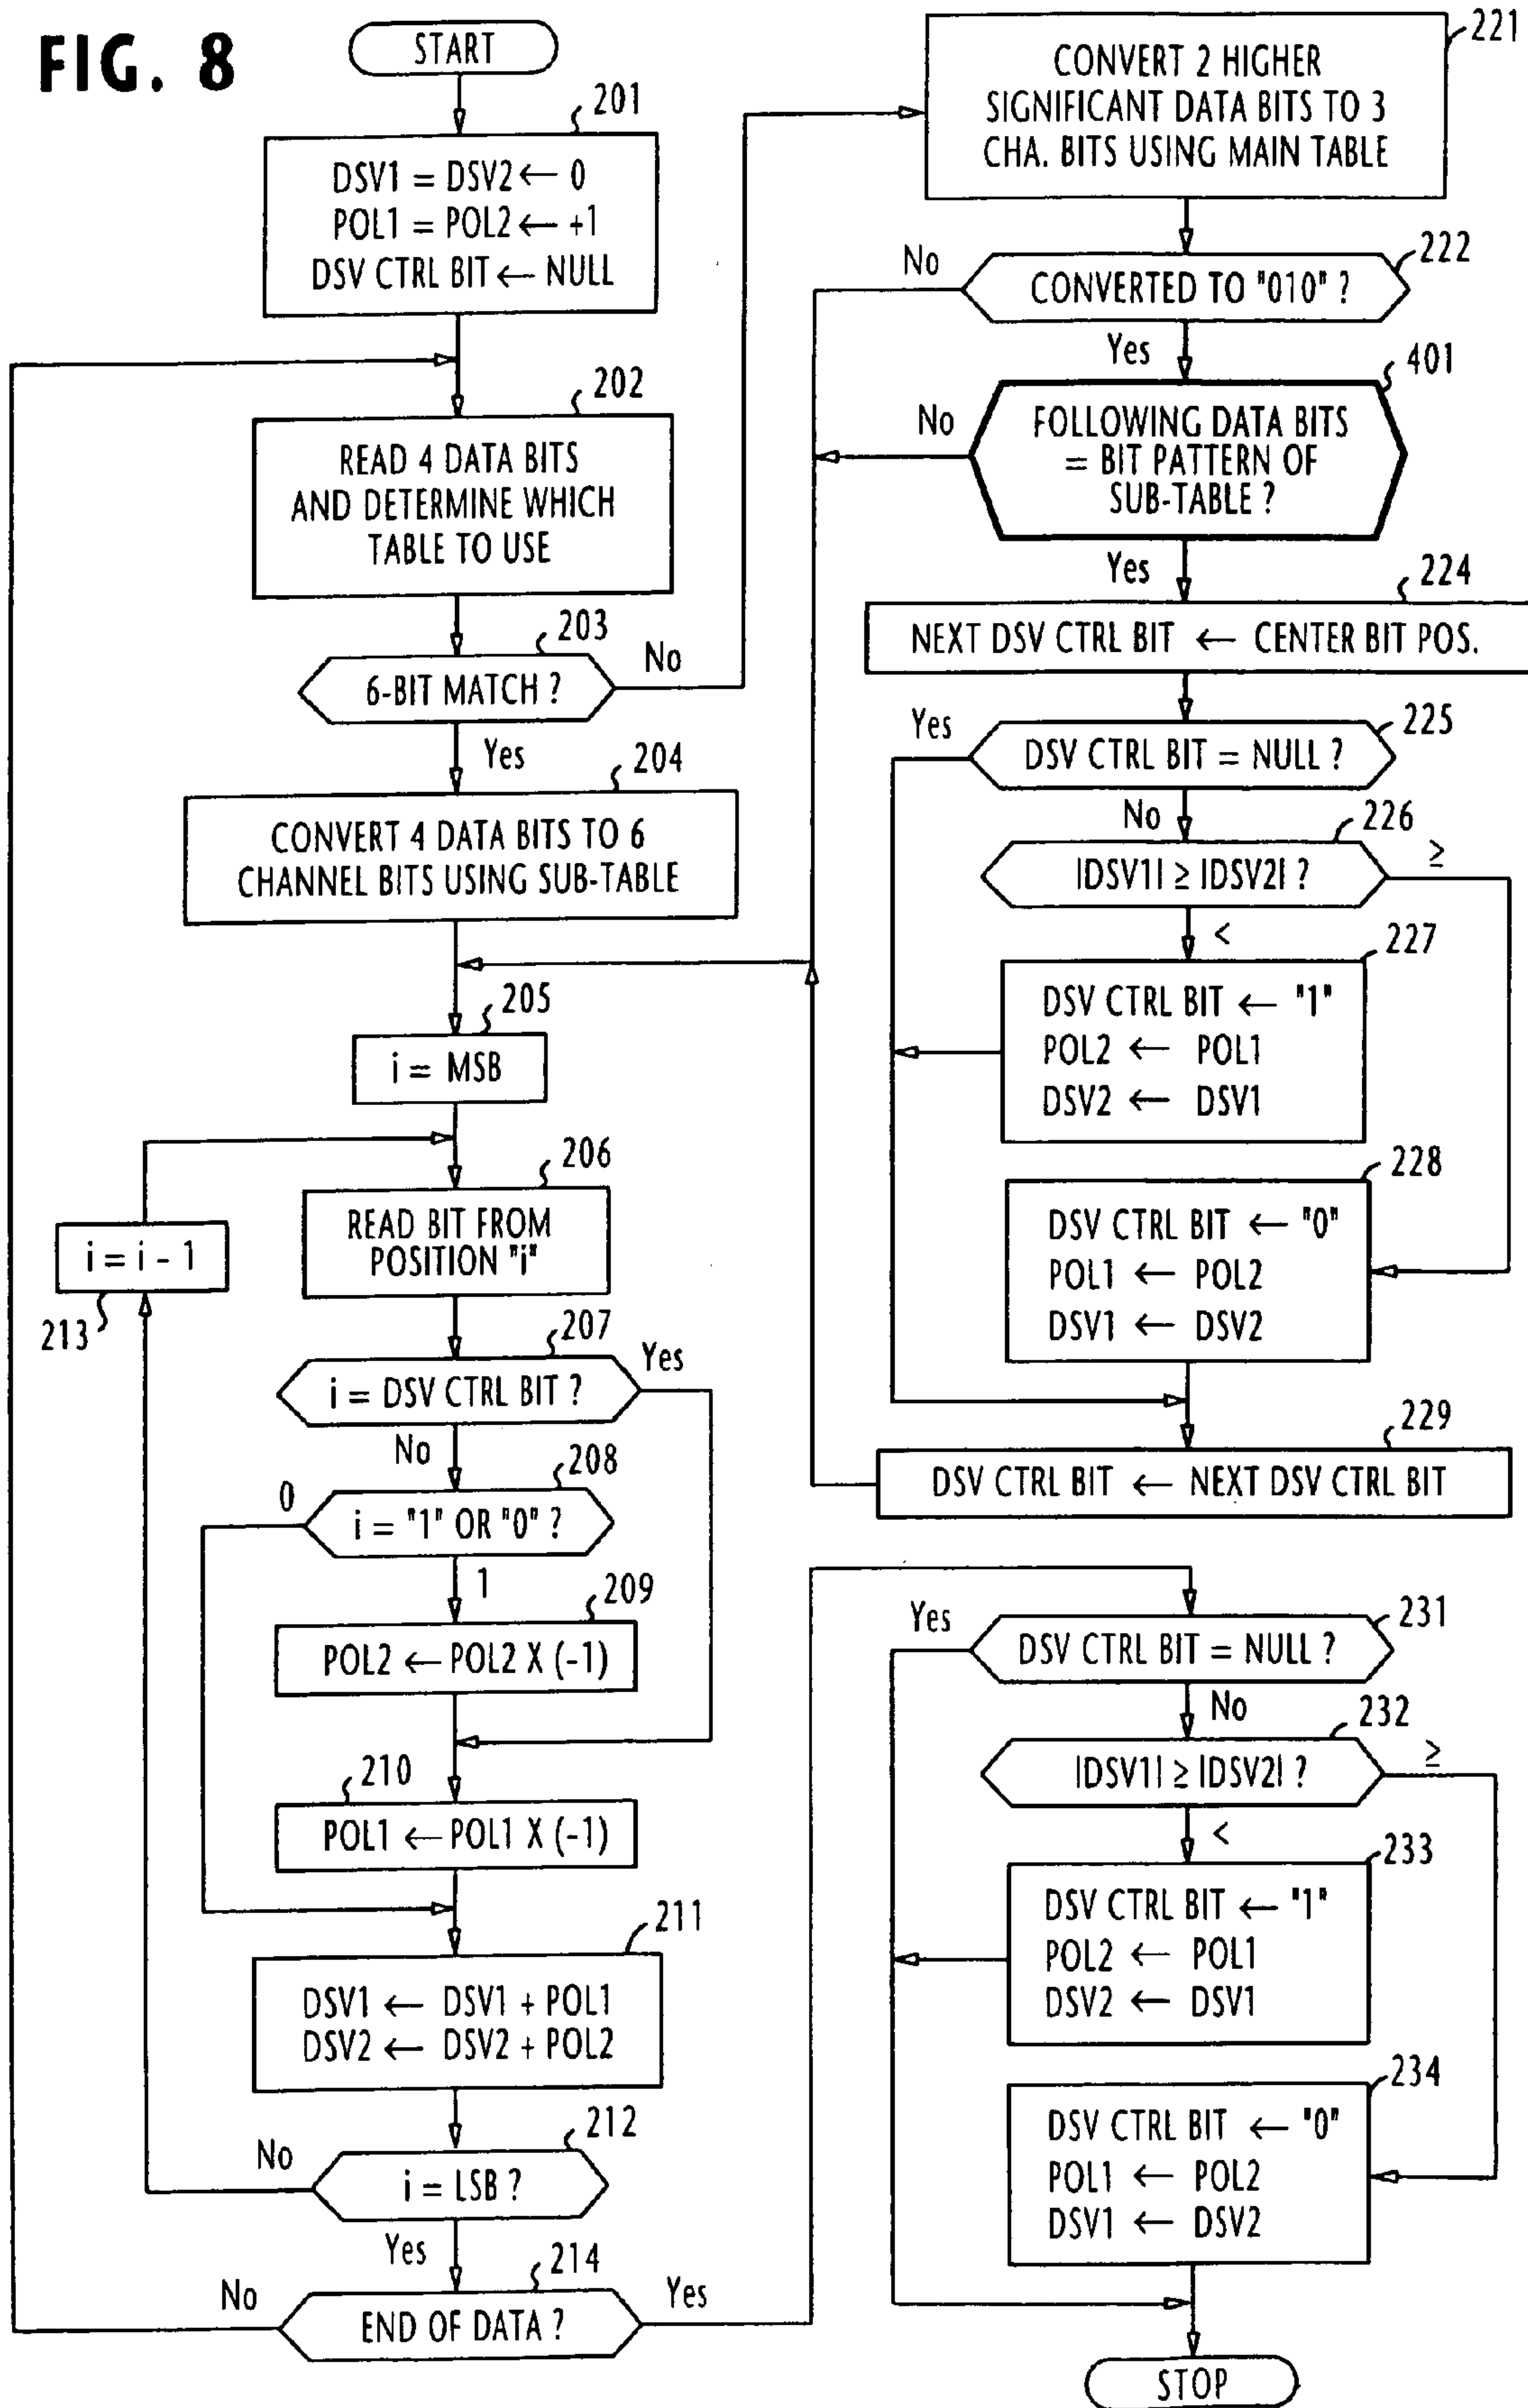 FIG. 8
START
201
DSV1 = DSV2 ← 0
POL1 = POL2 ← +1
DSV CTRL BIT ← NULL
202
READ 4 DATA BITS
AND DETERMINE WHICH
TABLE TO USE
203
6-BIT MATCH ?
No
Yes
204
CONVERT 4 DATA BITS TO 6
CHANNEL BITS USING SUB-TABLE
205
i = MSB
206
READ BIT FROM
POSITION "i"
i = i - 1
213
207
i = DSV CTRL BIT ?
Yes
No
208
i = "1" OR "0" ?
0
1
209
POL2 ← POL2 X (-1)
210
POL1 ← POL1 X (-1)
211
DSV1 ← DSV1 + POL1
DSV2 ← DSV2 + POL2
212
i = LSB ?
No
Yes
214
END OF DATA ?
No
Yes
221
CONVERT 2 HIGHER
SIGNIFICANT DATA BITS TO 3
CHA. BITS USING MAIN TABLE
222
CONVERTED TO "010" ?
No
Yes
401
FOLLOWING DATA BITS
= BIT PATTERN OF
SUB-TABLE ?
No
Yes
224
NEXT DSV CTRL BIT ← CENTER BIT POS.
225
DSV CTRL BIT = NULL ?
Yes
No
226
|DSV1| ≥ |DSV2| ?
≥
<
227
DSV CTRL BIT ← "1"
POL2 ← POL1
DSV2 ← DSV1
228
DSV CTRL BIT ← "0"
POL1 ← POL2
DSV1 ← DSV2
229
DSV CTRL BIT ← NEXT DSV CTRL BIT
231
DSV CTRL BIT = NULL ?
Yes
No
232
|DSV1| ≥ |DSV2| ?
≥
<
233
DSV CTRL BIT ← "1"
POL2 ← POL1
DSV2 ← DSV1
234
DSV CTRL BIT ← "0"
POL1 ← POL2
DSV1 ← DSV2
STOP